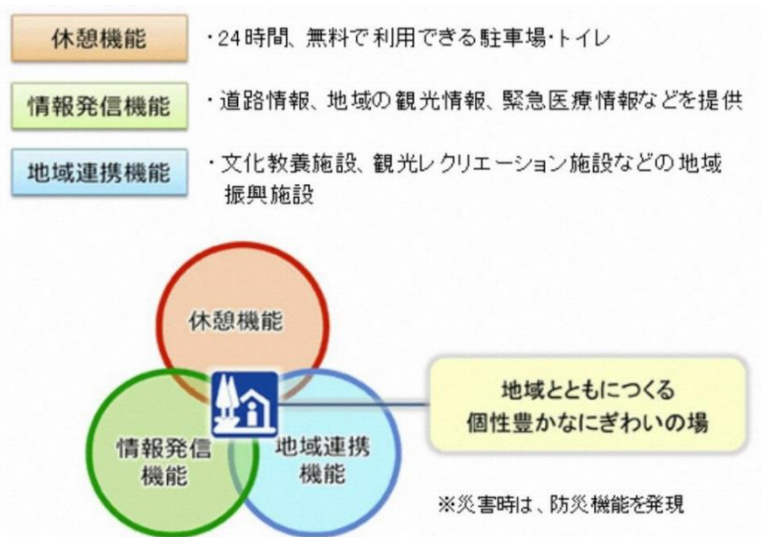 休憩機能
・24時間、無料で利用できる駐車場・トイレ
情報発信機能
・道路情報、地域の観光情報、緊急医療情報などを提供
地域連携機能
・文化教養施設、観光レクリエーション施設などの地域
振興施設
休憩機能
情報発信
機能
地域連携
機能
地域とともにつくる
個性豊かなにぎわいの場
※災害時は、防災機能を発現